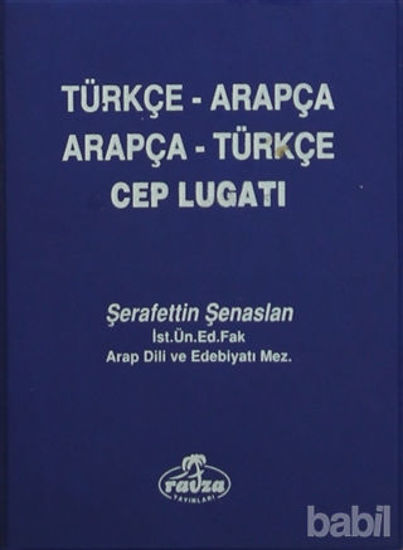 TÜRKÇE - ARAPÇA
ARAPÇA - TÜRKÇE
CEP LUGATI
Şerafettin Şenaslan
İst.Ün.Ed.Fak
Arap Dili ve Edebiyatı Mez.
ravza
YAYINLARI
babil